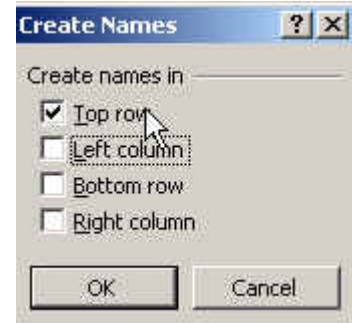 Create Names
Create names in
Top row
Left column
Bottom row
Right column
OK Cancel